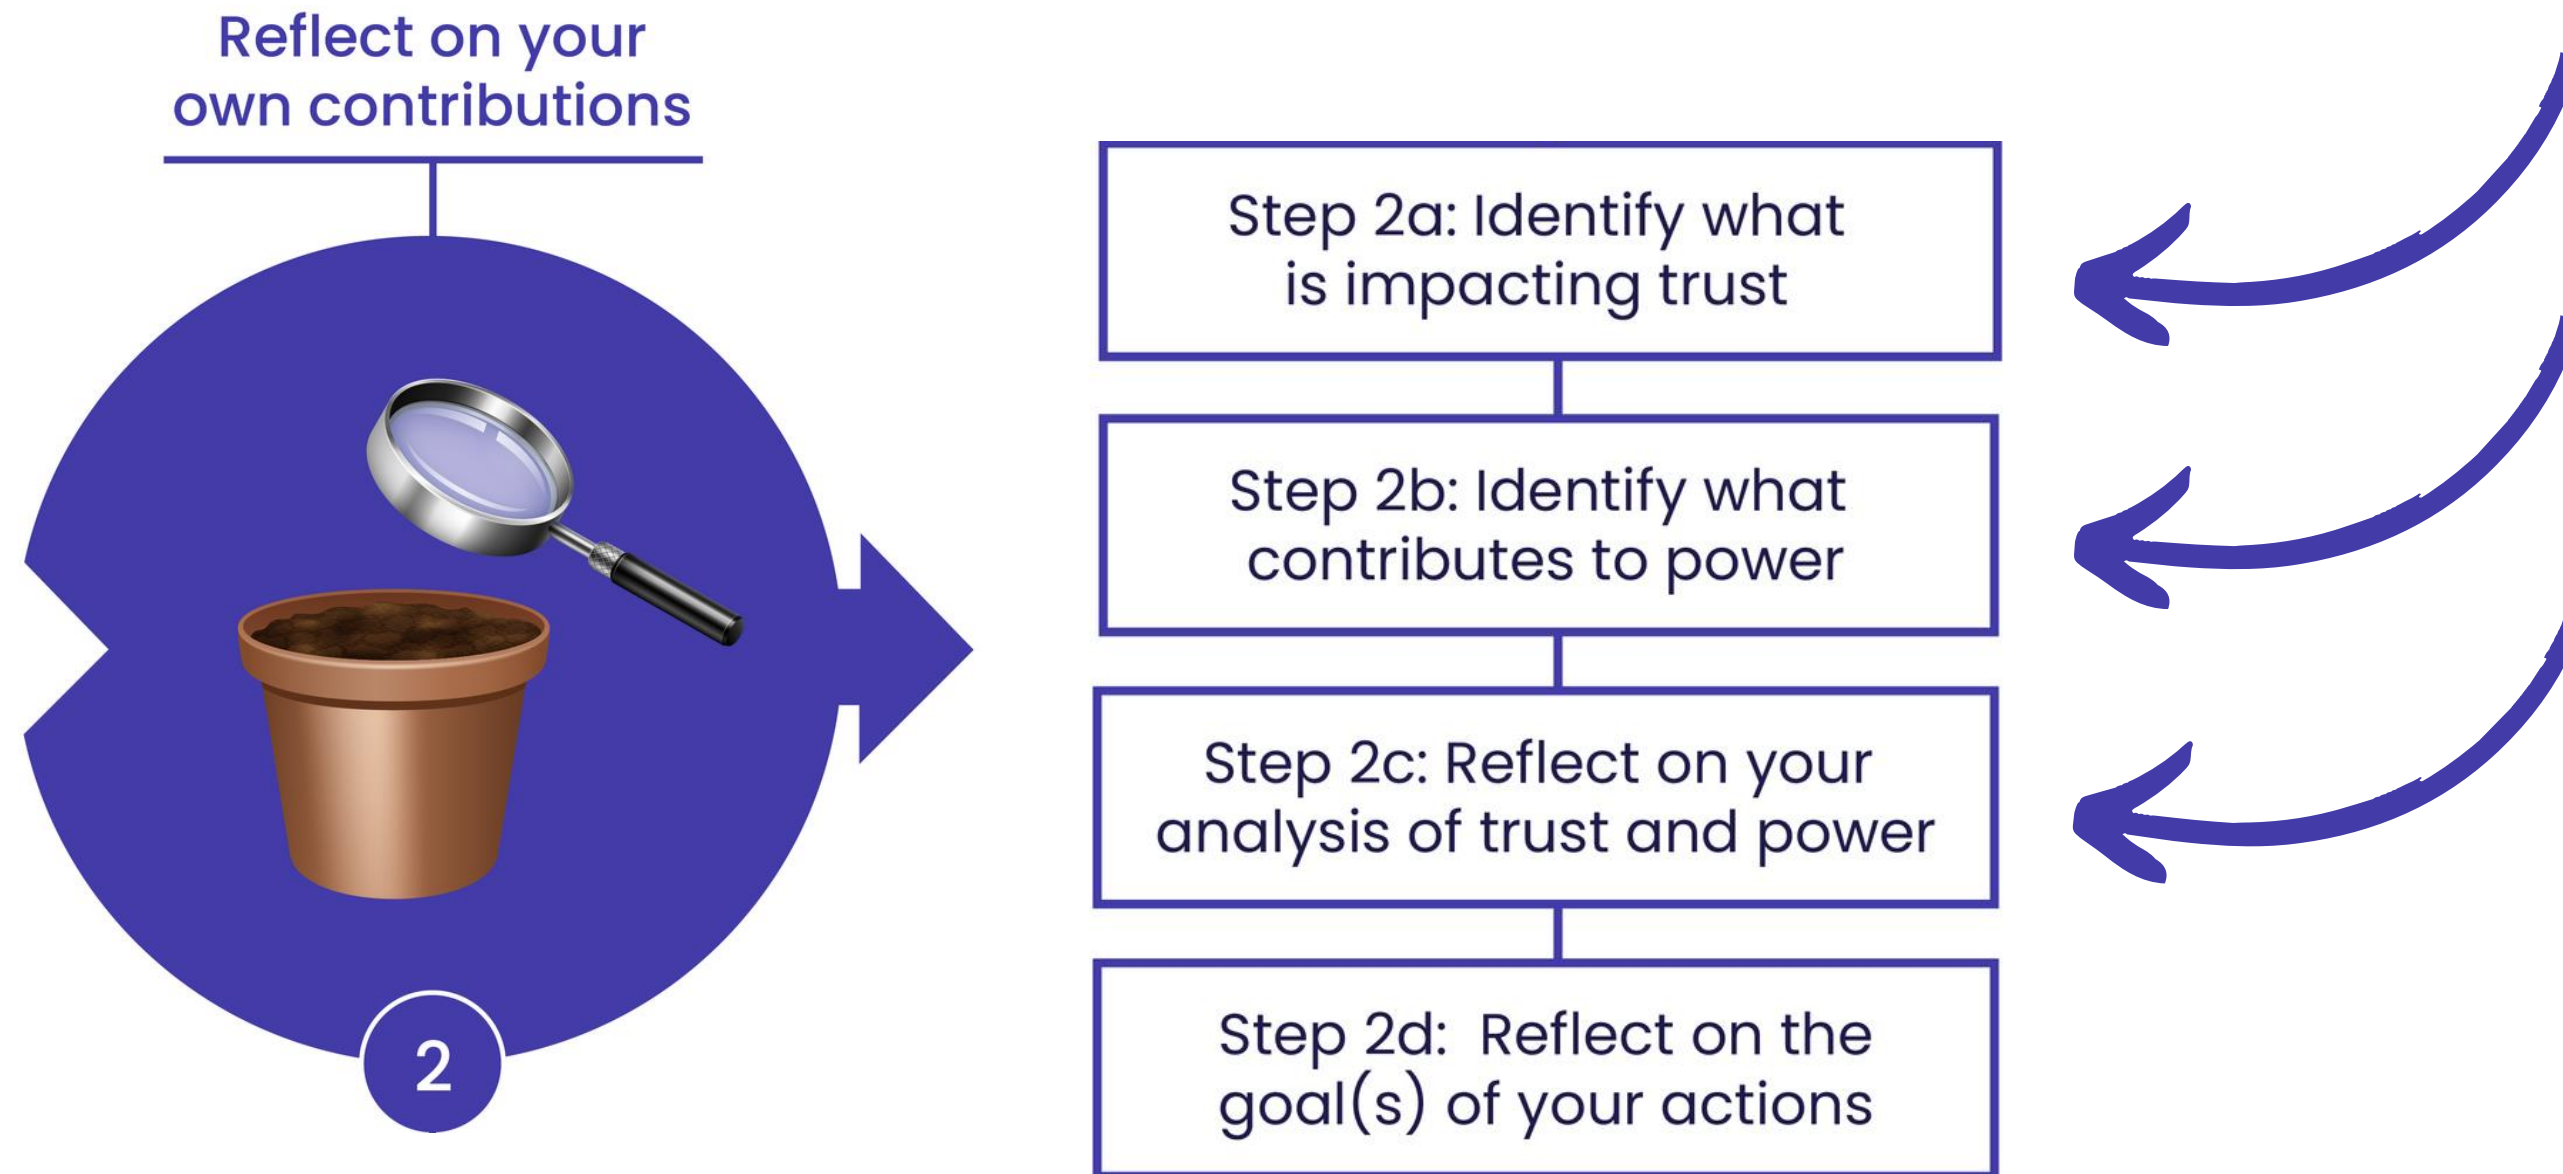 Reflect on your
own contributions
2
Step 2a: Identify what
is impacting trust
Step 2b: Identify what
contributes to power
Step 2c: Reflect on your
analysis of trust and power
Step 2d: Reflect on the
goal(s) of your actions